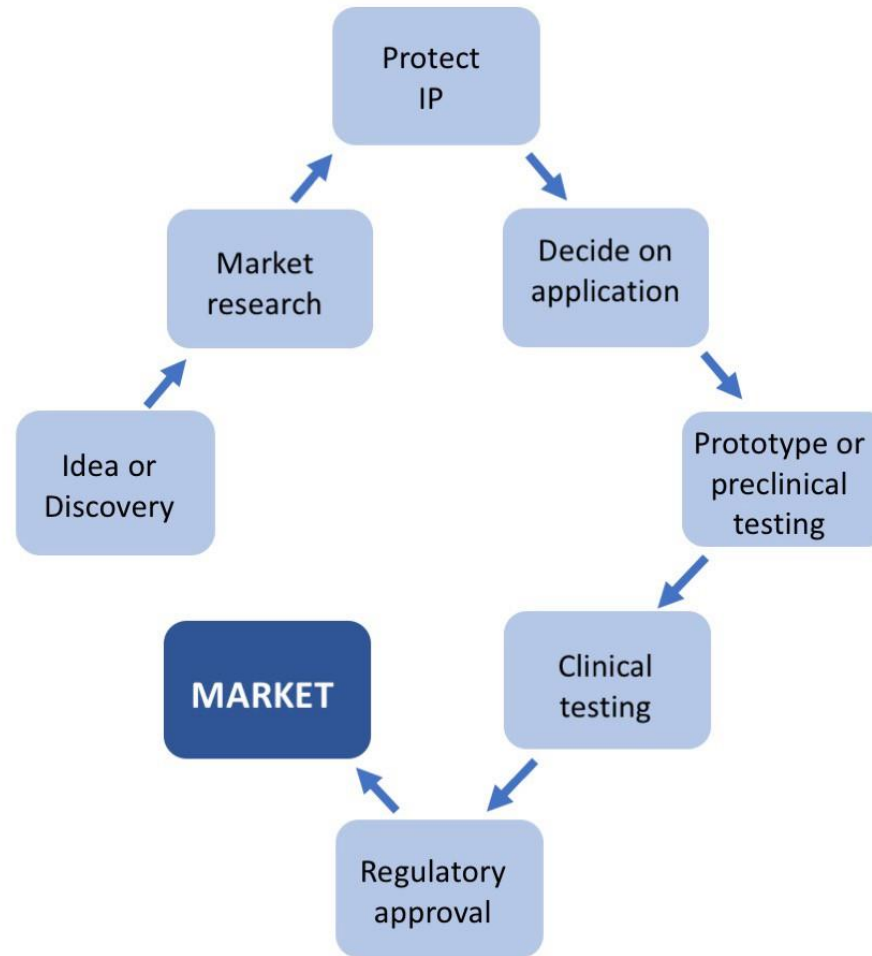 Protect
IP
Market
research
Decide on
application
Idea or
Discovery
Prototype or
preclinical
testing
Clinical
testing
MARKET
Regulatory
approval